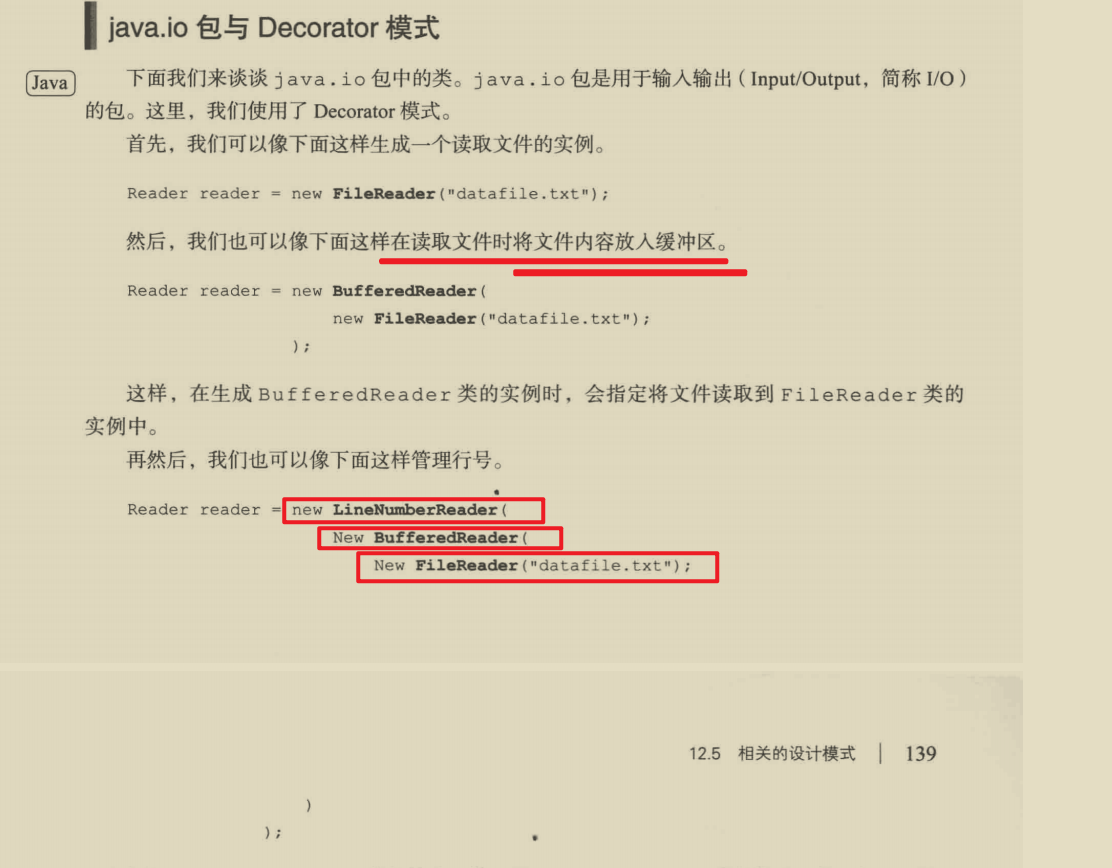 java.io 包与 Decorator 模式
Java
下面我们来谈谈 java.io 包中的类。java.io 包是用于输入输出（Input/Output，简称 I/O）
的包。这里，我们使用了 Decorator 模式。
首先，我们可以像下面这样生成一个读取文件的实例。
Reader reader = new FileReader("datafile.txt");
然后，我们也可以像下面这样在读取文件时将文件内容放入缓冲区。
Reader reader = new BufferedReader(
new FileReader("datafile.txt");
);
这样，在生成 BufferedReader 类的实例时，会指定将文件读取到 FileReader 类的
实例中。
再然后，我们也可以像下面这样管理行号。
Reader reader = new LineNumberReader(
New BufferedReader(
New FileReader("datafile.txt");
12.5 相关的设计模式 | 139
)
);